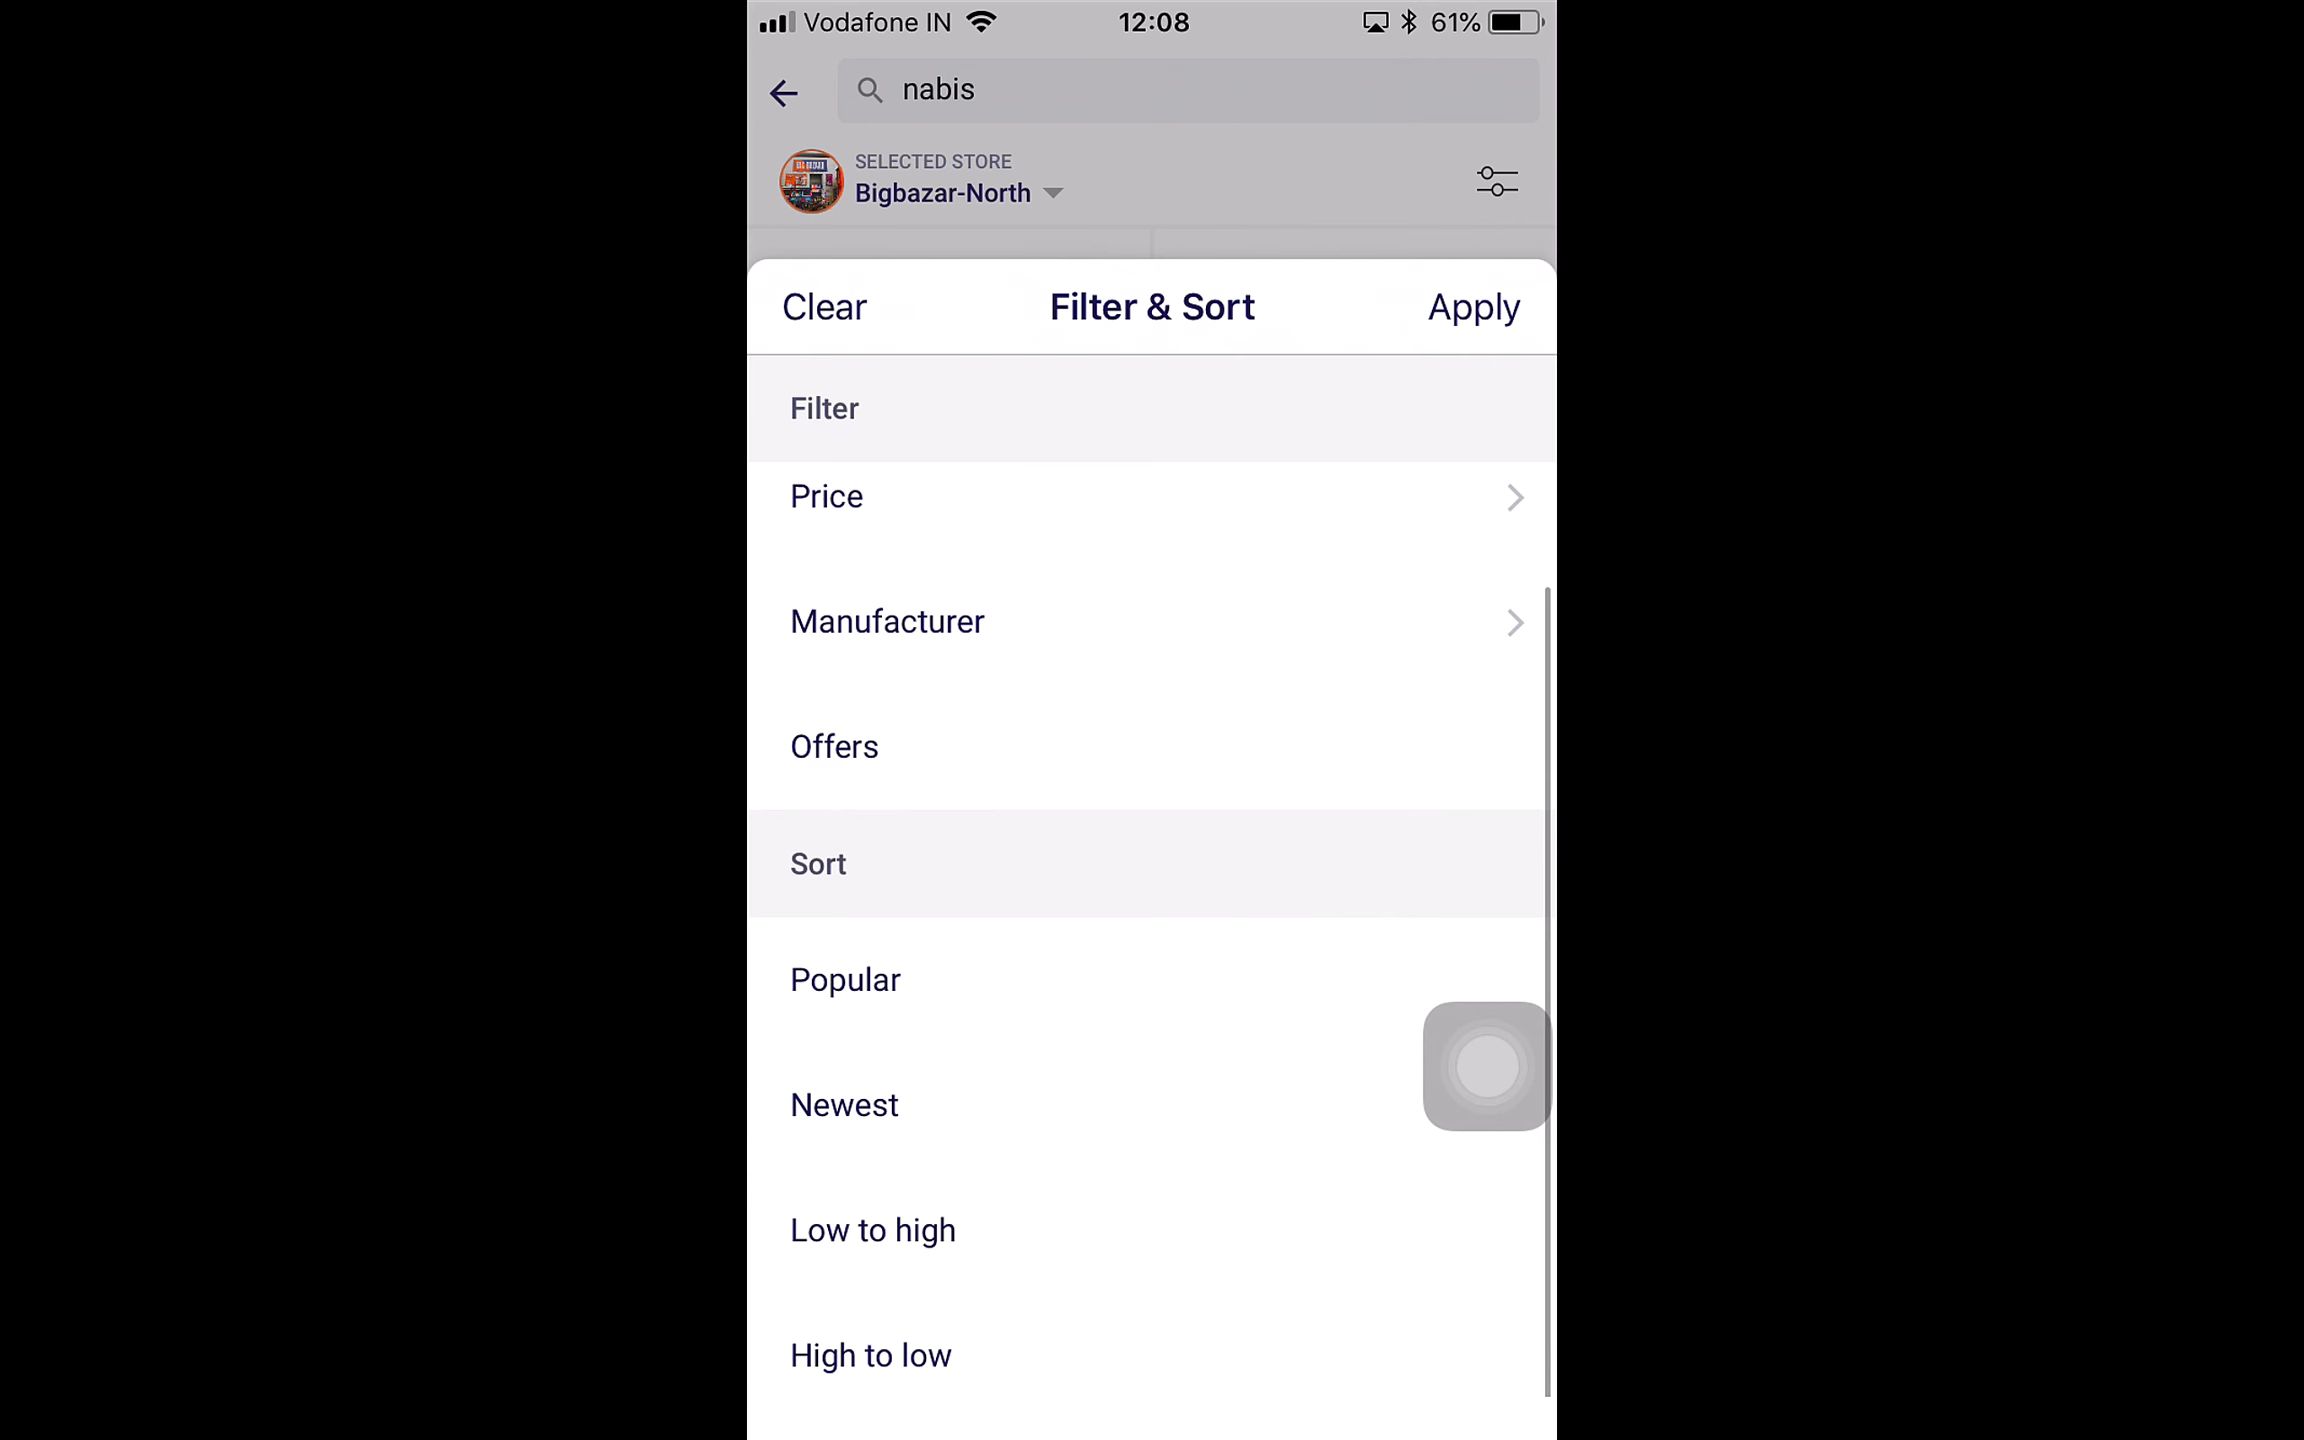 Vodafone IN 12:08 61%
nabis
SELECTED STORE
Bigbazar-North
Clear Filter & Sort Apply
Filter
Price
Manufacturer
Offers
Sort
Popular
Newest
Low to high
High to low